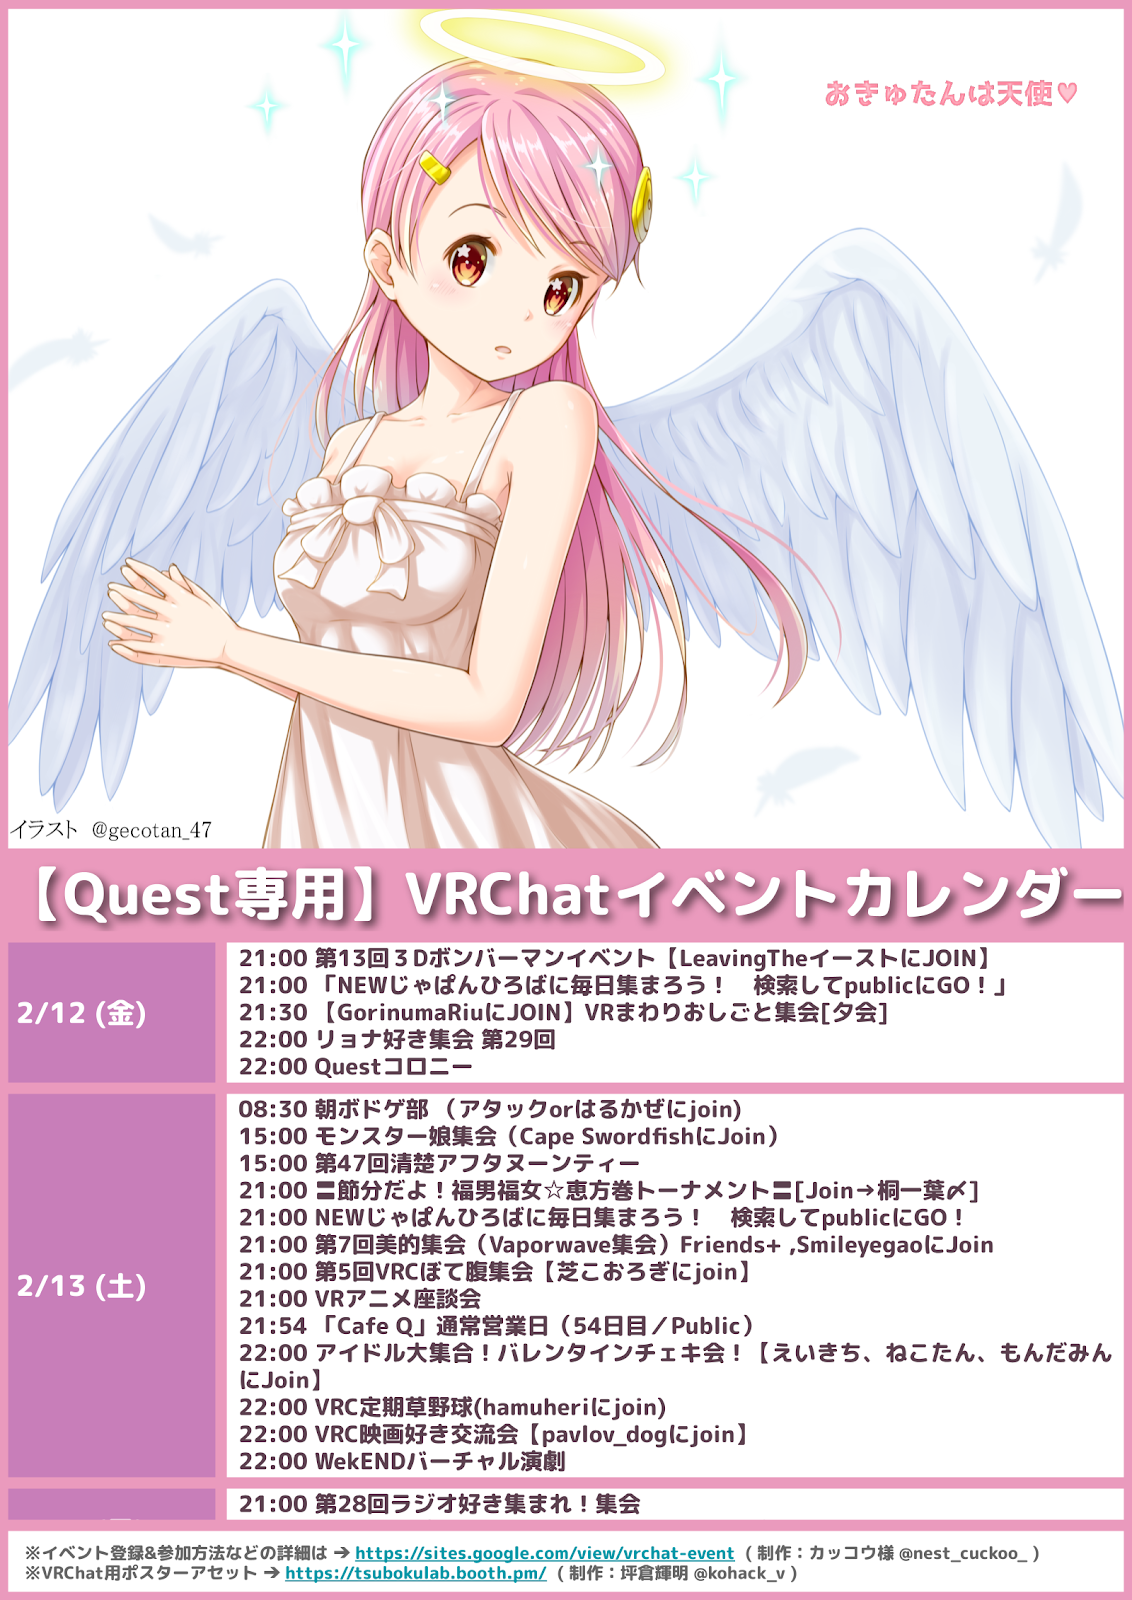 おきゅたんは天使♥
イラスト @gecotan_47
【Quest専用】VRChatイベントカレンダー
2/12 (金)
21:00 第13回３Dボンバーマンイベント【LeavingTheイーストにJOIN】
21:00 「NEWじゃぱんひろばに毎日集まろう！　検索してpublicにGO！」
21:30 【GorinumaRiuにJOIN】VRまわりおしごと集会[夕会]
22:00 リョナ好き集会 第29回
22:00 Questコロニー
2/13 (土)
08:30 朝ボドゲ部 （アタックorはるかぜにjoin)
15:00 モンスター娘集会（Cape SwordfishにJoin）
15:00 第47回清楚アフタヌーンティー
21:00 〓節分だよ！福男福女☆恵方巻トーナメント〓[Join→桐一葉〆]
21:00 NEWじゃぱんひろばに毎日集まろう！　検索してpublicにGO！
21:00 第7回美的集会（Vaporwave集会）Friends+ ,SmileyegaoにJoin
21:00 第5回VRCぽて腹集会【芝こおろぎにjoin】
21:00 VRアニメ座談会
21:54 「Cafe Q」通常営業日（54日目／Public）
22:00 アイドル大集合！バレンタインチェキ会！【えいきち、ねこたん、もんだみん
にJoin】
22:00 VRC定期草野球(hamuheriにjoin)
22:00 VRC映画好き交流会【pavlov_dogにjoin】
22:00 WekENDバーチャル演劇
21:00 第28回ラジオ好き集まれ！集会
※イベント登録&参加方法などの詳細は → https://sites.google.com/view/vrchat-event ( 制作：カッコウ様 @nest_cuckoo_ )
※VRChat用ポスターアセット → https://tsubokulab.booth.pm/ ( 制作：坪倉輝明 @kohack_v )